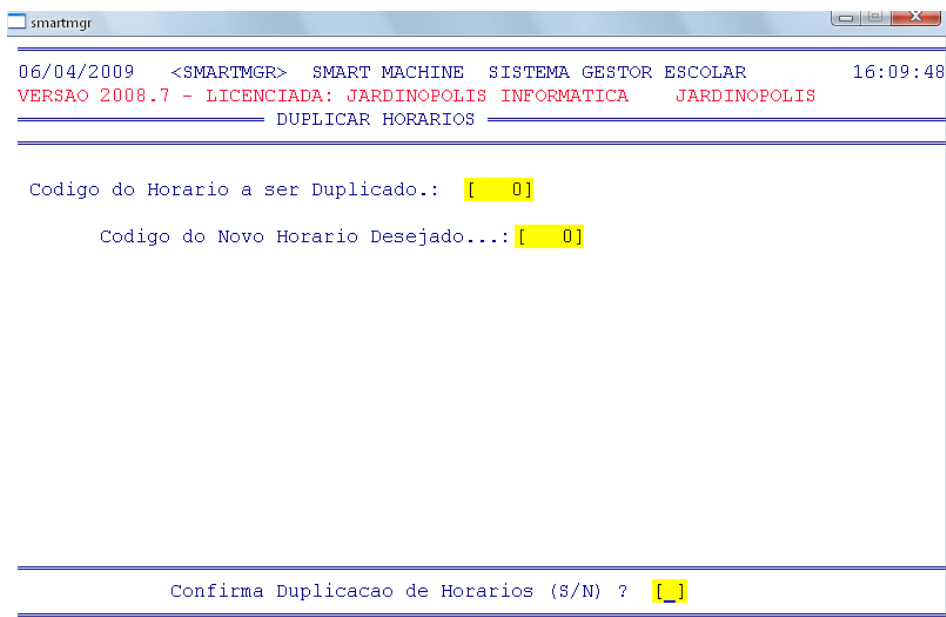 smartmgr
06/04/2009 <SMARTMGR> SMART MACHINE SISTEMA GESTOR ESCOLAR 16:09:48
VERSAO 2008.7 - LICENCIADA: JARDINOPOLIS INFORMATICA JARDINOPOLIS
DUPLICAR HORARIOS
Codigo do Horario a ser Duplicado.: [ 0]
Codigo do Novo Horario Desejado...: [ 0]
Confirma Duplicacao de Horarios (S/N) ? [_]